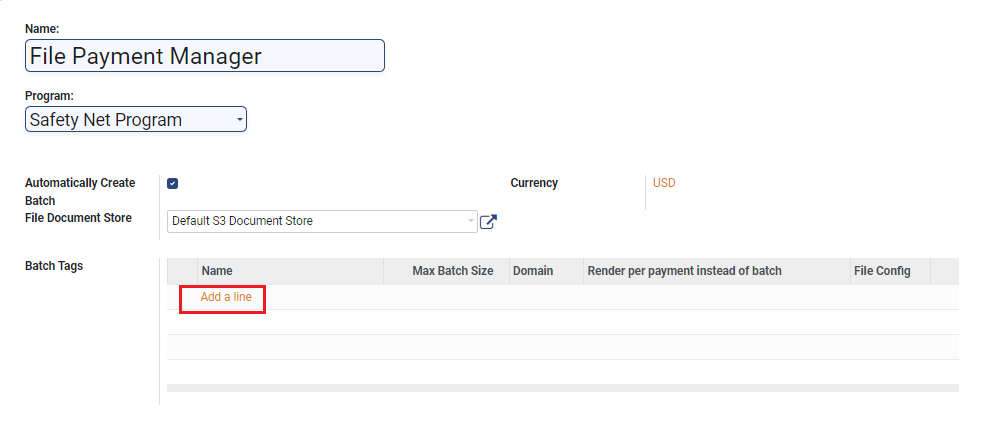 Name:
File Payment Manager
Program:
Safety Net Program
Automatically Create
Batch
Currency
USD
File Document Store
Default S3 Document Store
Batch Tags
Name
Max Batch Size
Domain
Render per payment instead of batch
File Config
Add a line